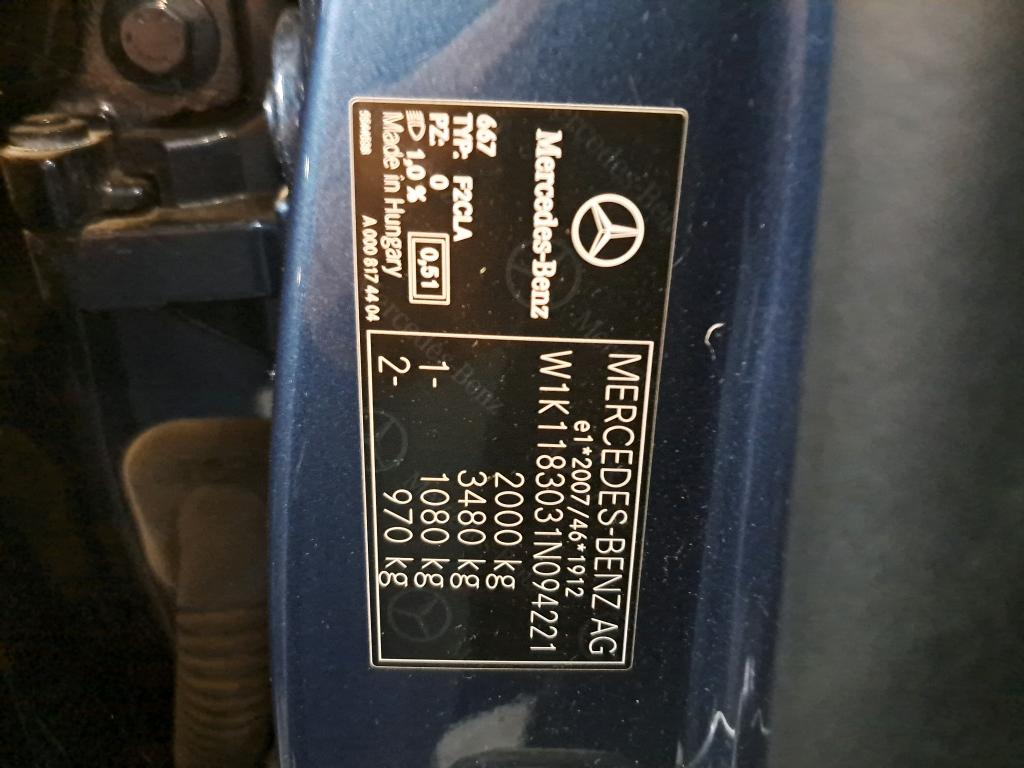 Mercedes-Benz
667
TYP: F2CLA
PZ: 0
1,0 %
0,51
Made in Hungary
A 000 817 44 04
MERCEDES-BENZ AG
e1*2007/46*1912
W1K1183031N094221
2000 kg
3480 kg
1- 1080 kg
2- 970 kg